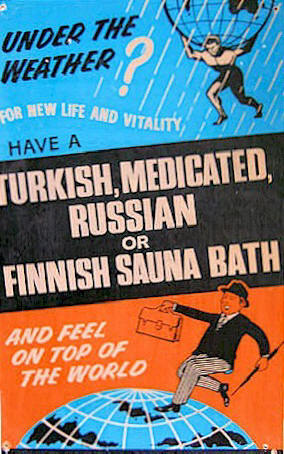 UNDER THE
WEATHER?
FOR NEW LIFE AND VITALITY
HAVE A
TURKISH, MEDICATED,
RUSSIAN
OR
FINNISH SAUNA BATH
AND FEEL
ON TOP OF
THE WORLD